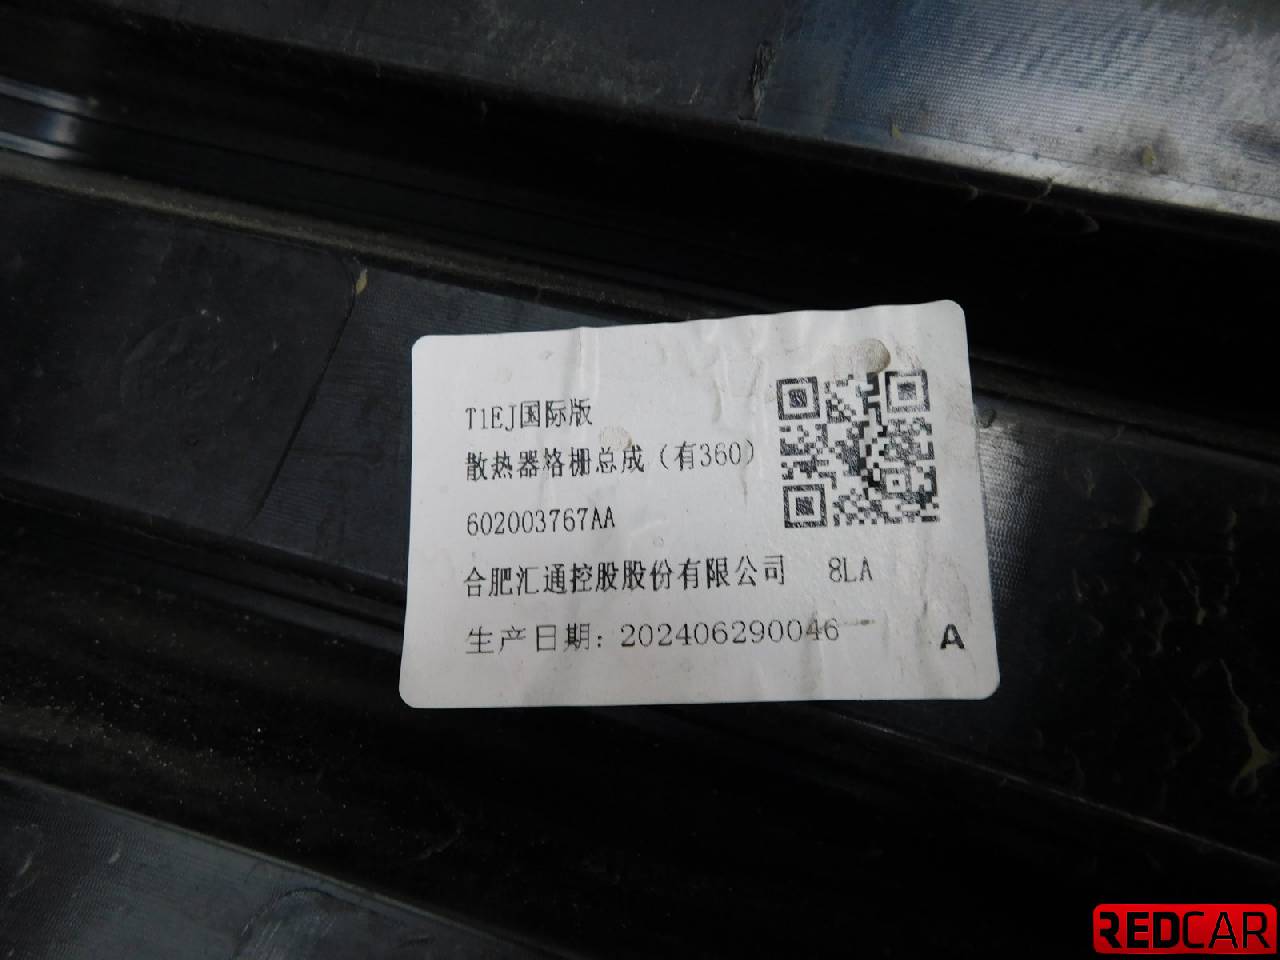 T1EJ国际版
散热器格栅总成（有360）
602003767AA
合肥汇通控股股份有限公司 8LA
生产日期：202406290046
A
REDCAR